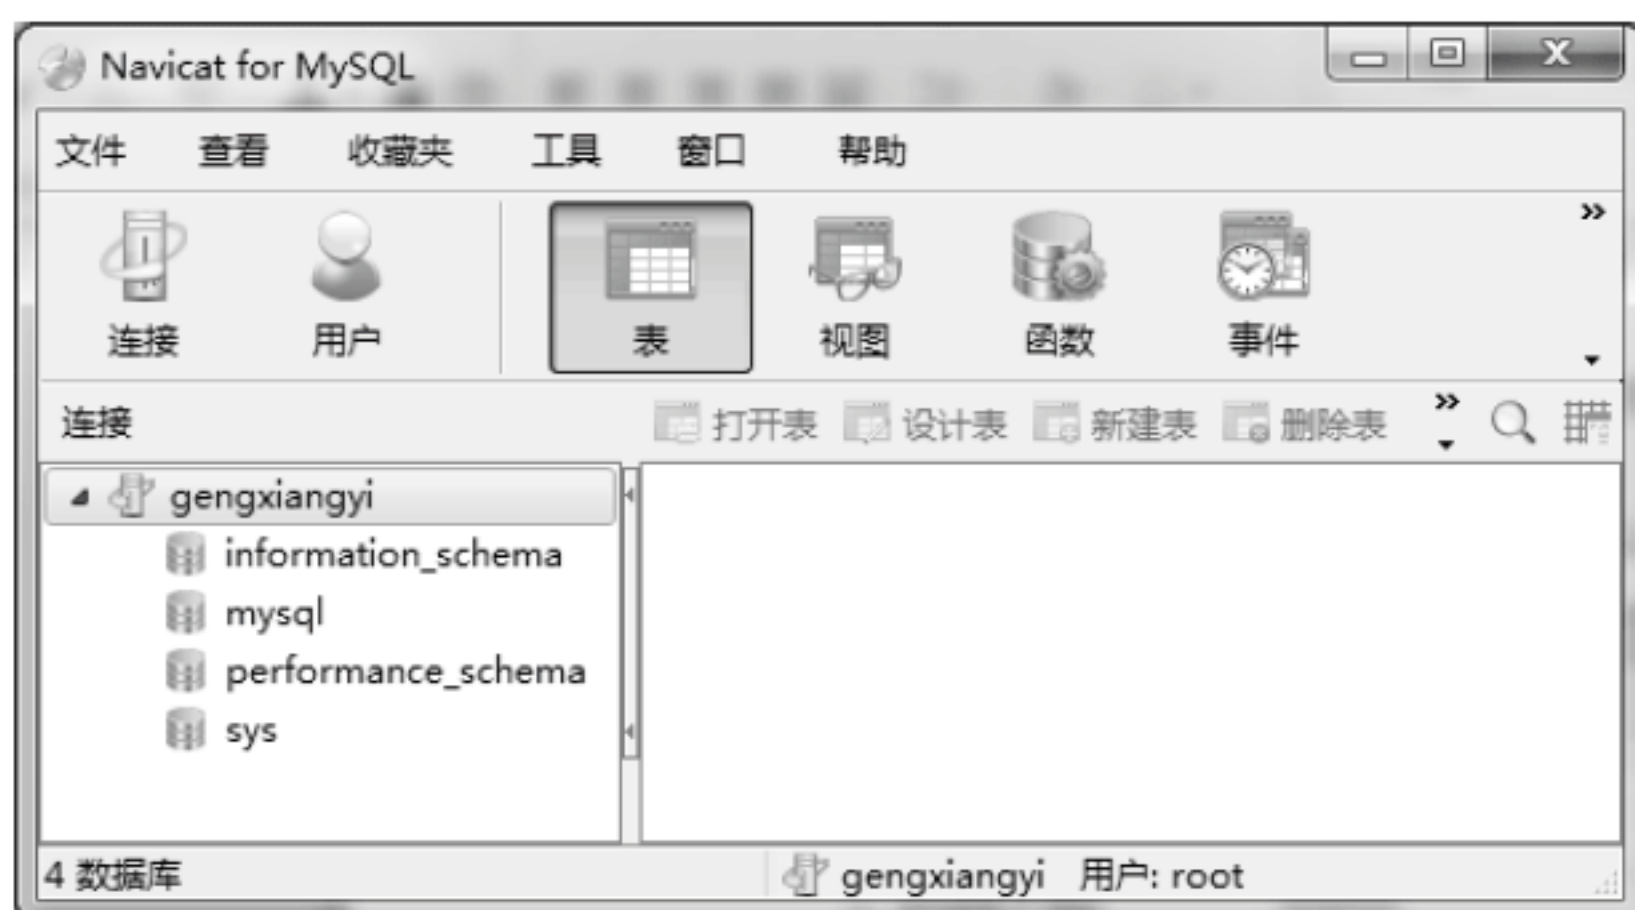 Navicat for MySQL
文件 查看 收藏夹 工具 窗口 帮助
连接 用户 表 视图 函数 事件
连接 打开表 设计表 新建表 删除表
gengxiangyi
information_schema
mysql
performance_schema
sys
4 数据库 gengxiangyi 用户: root